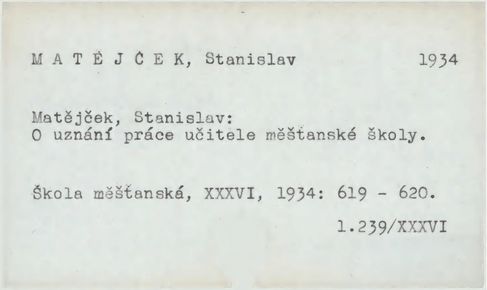 M A T Ě J Č E K, Stanislav 1934
Matějček, Stanislav:
O uznání práce učitele měšťanské školy.
Škola měšťanská, XXXVI, 1934: 619 - 620.
1.239/XXXVI